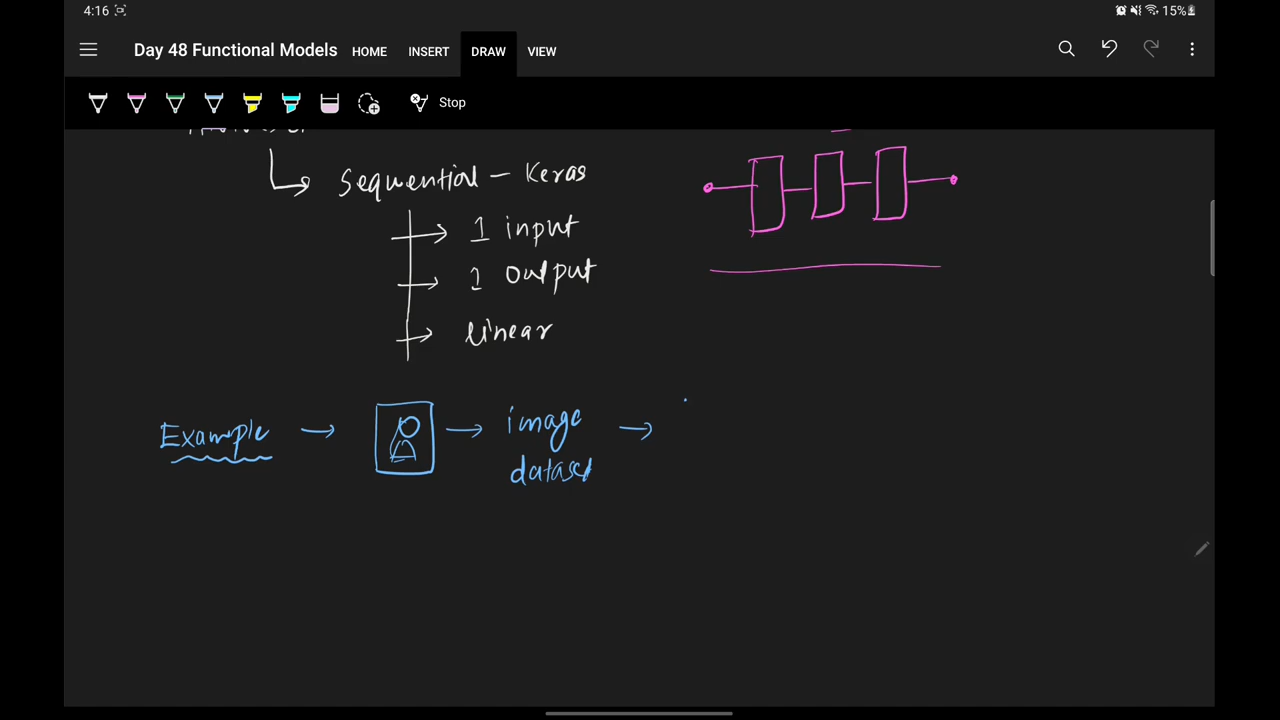 4:16 15%
Day 48 Functional Models HOME INSERT DRAW VIEW
Stop
Sequential - Keras
1 input
1 output
linear
Example → → image →
dataset